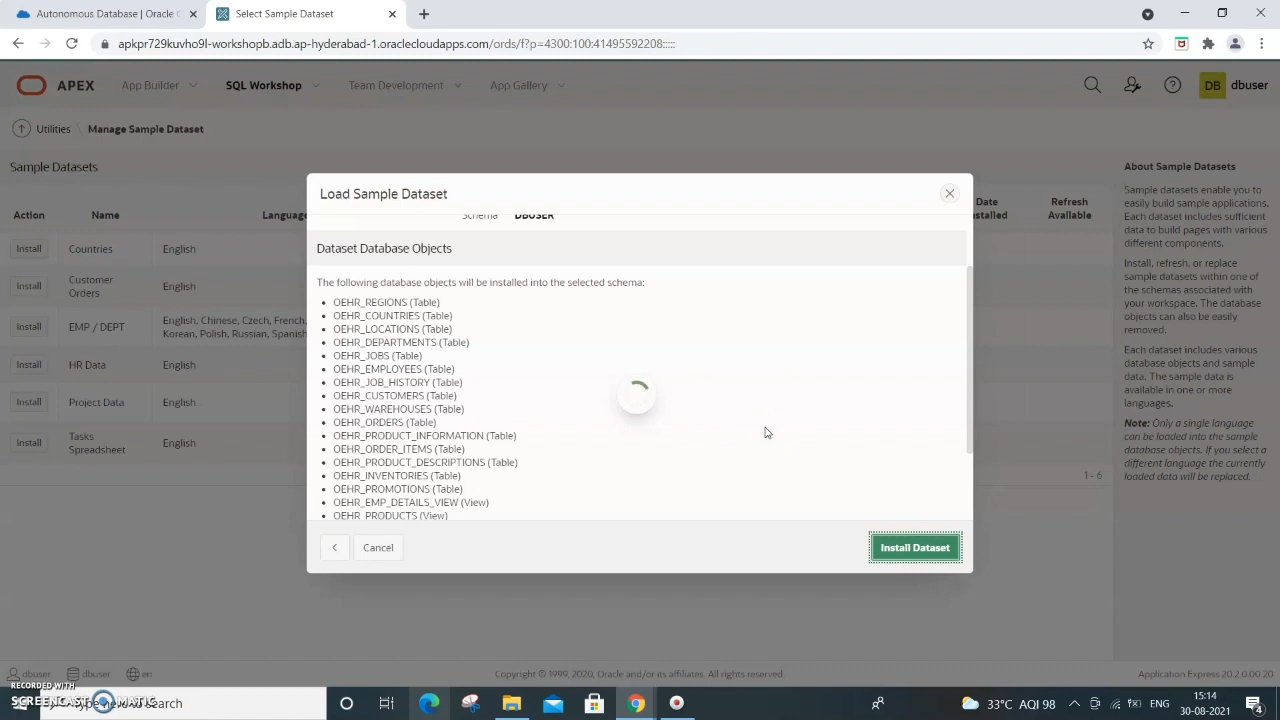 Autonomous Database | Oracle C
Select Sample Dataset
apkpr729kuvho9l-workshopb.adb.ap-hyderabad-1.oraclecloudapps.com/ords/f?p=4300:100:41495592208:::::
APEX
App Builder
SQL Workshop
Team Development
App Gallery
DB
dbuser
Utilities
\ Manage Sample Dataset
Sample Datasets
Action
Name
Language
Date
Installed
Refresh
Available
Install
Countries
English
Install
Customer
Orders
English
Install
EMP / DEPT
English, Chinese, Czech, French,
Korean, Polish, Russian, Spanish
Install
HR Data
English
Install
Project Data
English
Install
Tasks
Spreadsheet
English
1 - 6
Load Sample Dataset
Schema DBUSER
Dataset Database Objects
The following database objects will be installed into the selected schema:
OEHR_REGIONS (Table)
OEHR_COUNTRIES (Table)
OEHR_LOCATIONS (Table)
OEHR_DEPARTMENTS (Table)
OEHR_JOBS (Table)
OEHR_EMPLOYEES (Table)
OEHR_JOB_HISTORY (Table)
OEHR_CUSTOMERS (Table)
OEHR_WAREHOUSES (Table)
OEHR_ORDERS (Table)
OEHR_PRODUCT_INFORMATION (Table)
OEHR_ORDER_ITEMS (Table)
OEHR_PRODUCT_DESCRIPTIONS (Table)
OEHR_INVENTORIES (Table)
OEHR_PROMOTIONS (Table)
OEHR_EMP_DETAILS_VIEW (View)
OEHR_PRODUCTS (View)
Cancel
Install Dataset
About Sample Datasets
Sample datasets enable you to
easily build sample applications.
Each dataset includes sufficient
data to build pages with various
different components.
Install, refresh, or replace
sample datasets within one of
the schemas associated with
your workspace. The database
objects can also be easily
removed.
Each dataset includes various
database objects and sample
data. The sample data is
available in one or more
languages.
Note: Only a single language
can be loaded into the sample
database objects. If you select a
different language the currently
loaded data will be replaced.
dbuser
dbuser
en
Copyright © 1999, 2020, Oracle and/or its affiliates. All rights reserved.
Application Express 20.2.0.00.20
RECORDED WITH
SCREENCAST MATIC
Type here to search
33°C AQI 98
ENG
15:14
30-08-2021
4